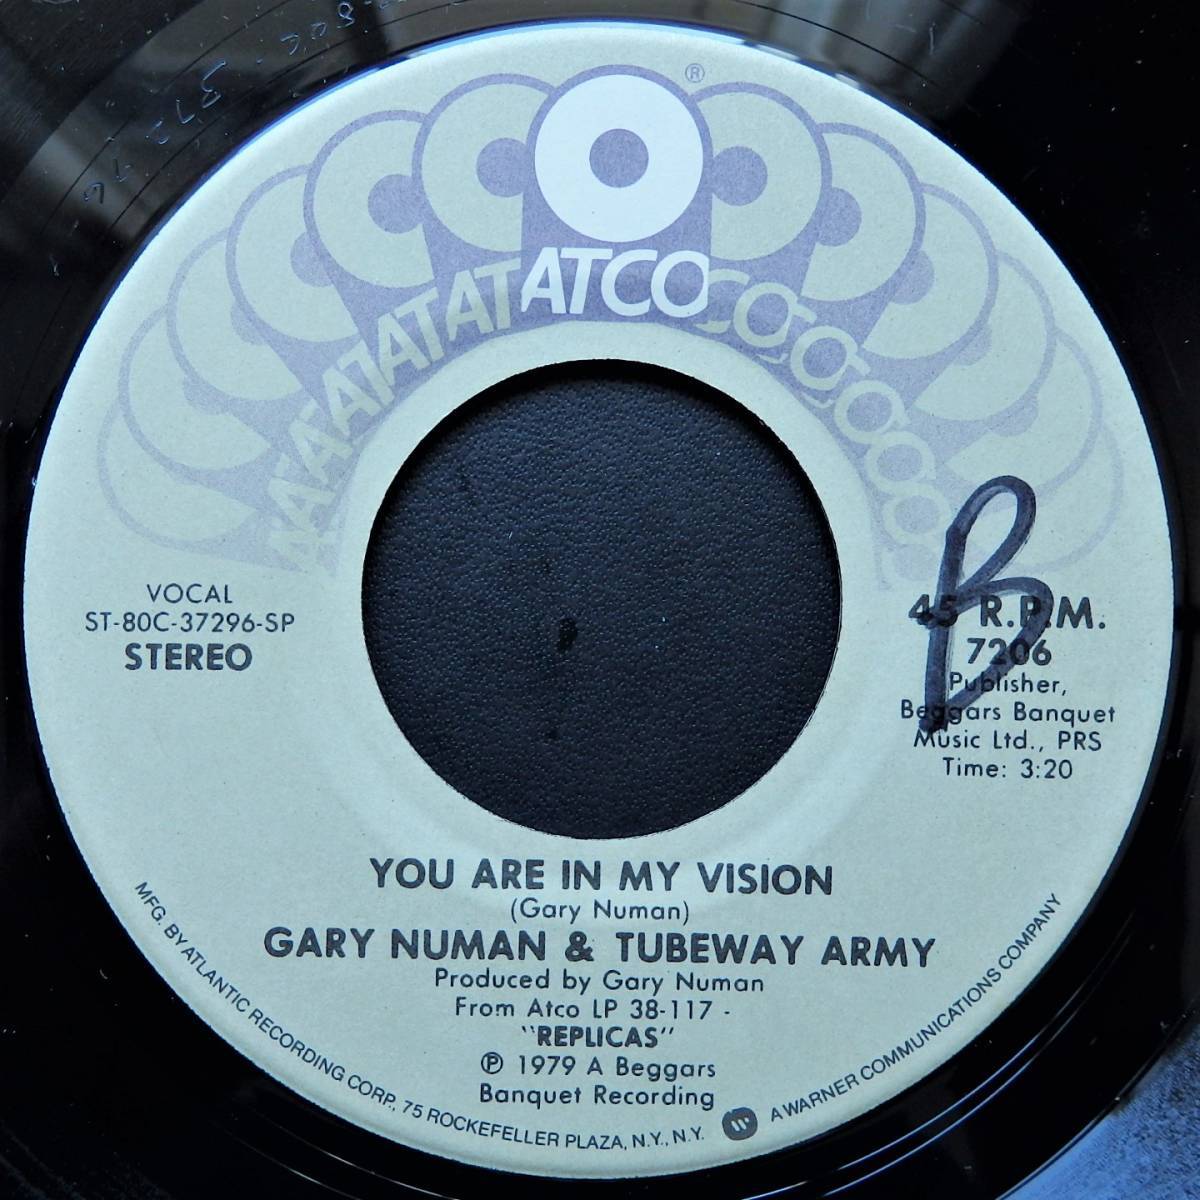 ®
ATCO
VOCAL
ST-80C-37296-SP
STEREO
B
45 R.P.M.
7206
Publisher,
Beggars Banquet
Music Ltd., PRS
Time: 3:20
YOU ARE IN MY VISION
(Gary Numan)
GARY NUMAN & TUBEWAY ARMY
Produced by Gary Numan
From Atco LP 38-117 -
"REPLICAS"
℗ 1979 A Beggars
Banquet Recording
MFG. BY ATLANTIC RECORDING CORP., 75 ROCKEFELLER PLAZA, N.Y., N.Y. A WARNER COMMUNICATIONS COMPANY